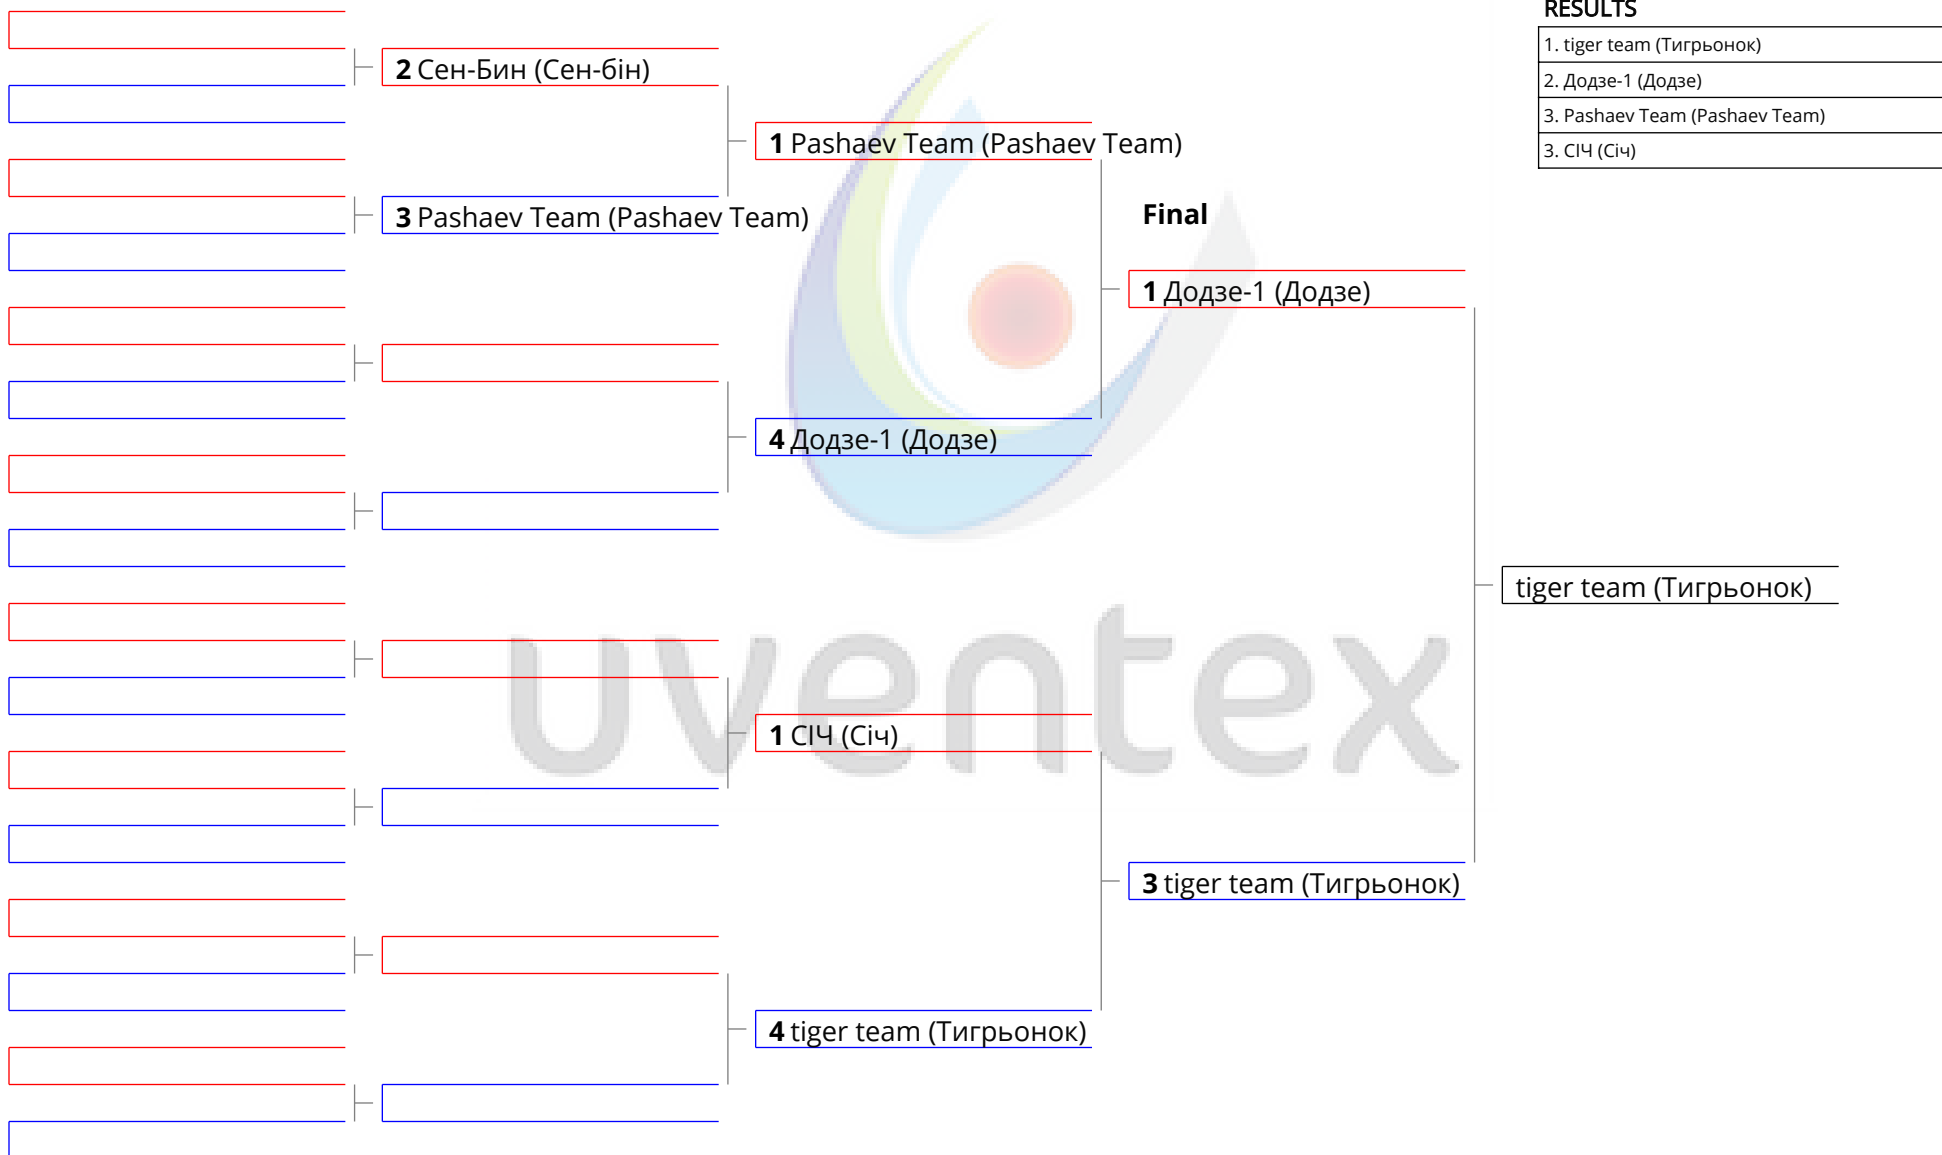 RESULTS
1. tiger team (Тигрьонок)
2. Додзе-1 (Додзе)
3. Pashaev Team (Pashaev Team)
3. СІЧ (Січ)
2 Сен-Бин (Сен-бін)
1 Pashaev Team (Pashaev Team)
3 Pashaev Team (Pashaev Team)
Final
1 Додзе-1 (Додзе)
4 Додзе-1 (Додзе)
tiger team (Тигрьонок)
uventex
1 СІЧ (Січ)
3 tiger team (Тигрьонок)
4 tiger team (Тигрьонок)